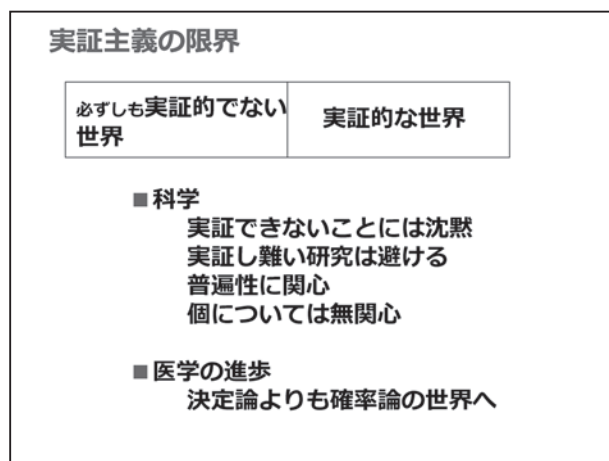 実証主義の限界
必ずしも実証的でない
世界
実証的な世界
■科学
実証できないことには沈黙
実証し難い研究は避ける
普遍性に関心
個については無関心
■医学の進歩
決定論よりも確率論の世界へ